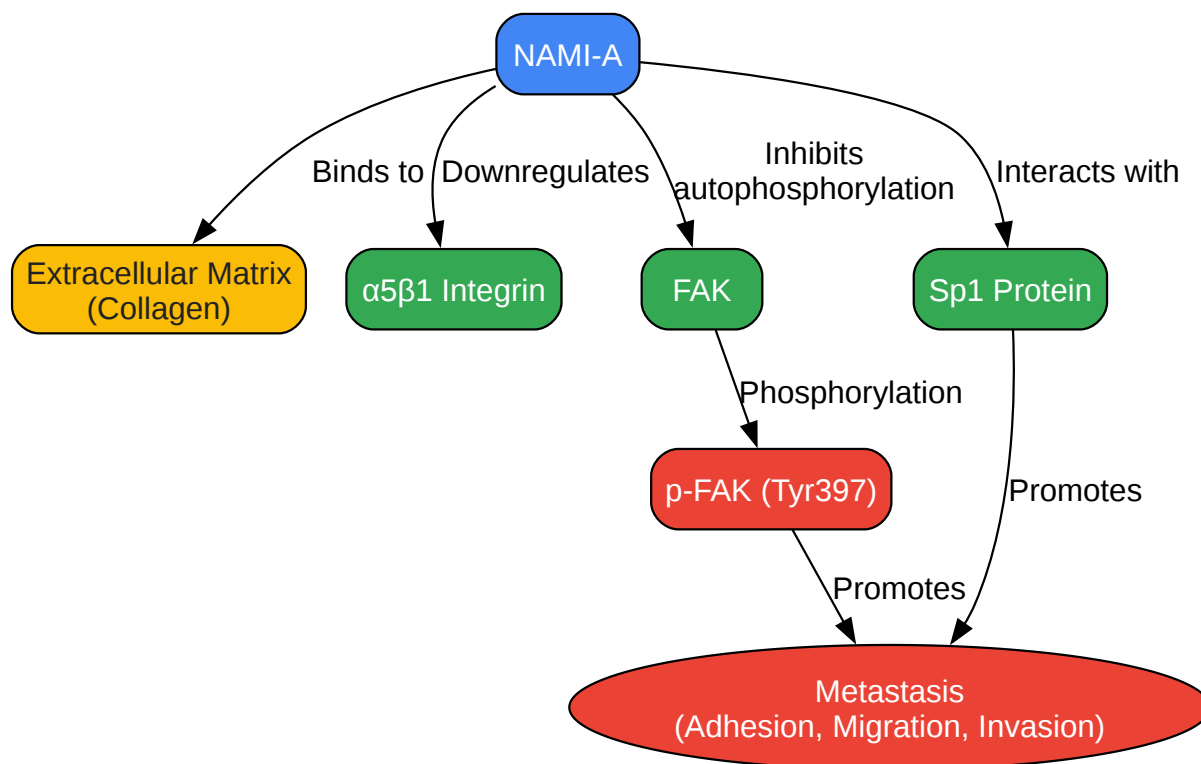 NAMI-A
Binds to
Downregulates
Inhibits
autophosphorylation
Interacts with
Extracellular Matrix
(Collagen)
α5β1 Integrin
FAK
Sp1 Protein
Phosphorylation
p-FAK (Tyr397)
Promotes
Promotes
Metastasis
(Adhesion, Migration, Invasion)